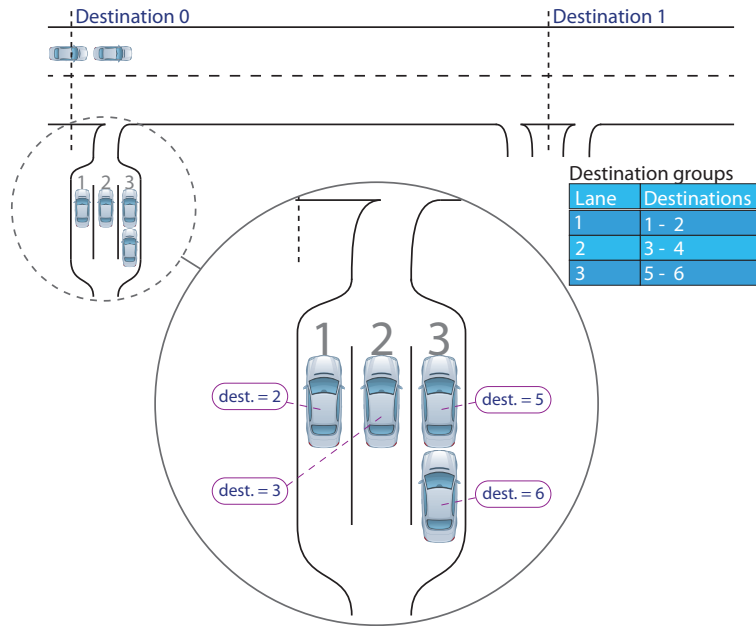 Destination 0
Destination 1
1 2 3
Destination groups
Lane Destinations
1 1 - 2
2 3 - 4
3 5 - 6
1 2 3
dest. = 2
dest. = 5
dest. = 3
dest. = 6